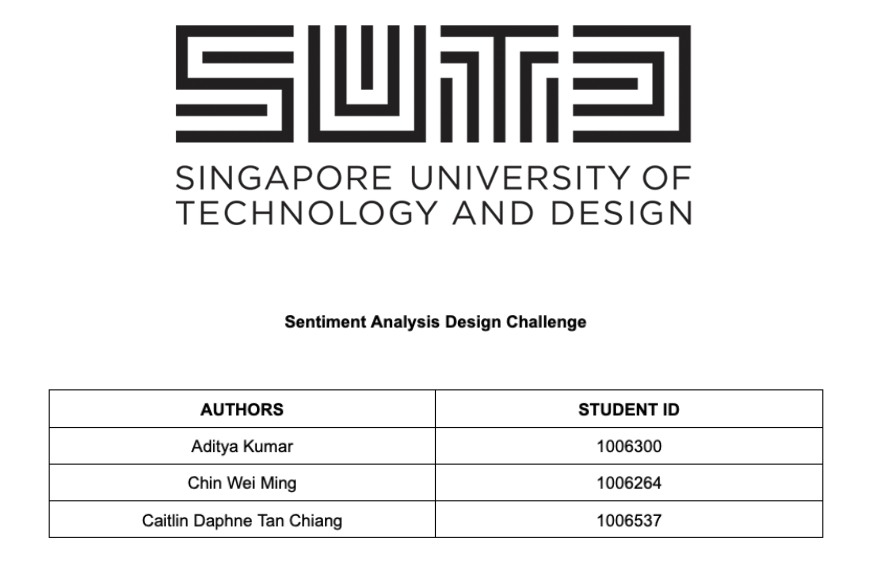 SUTD
SINGAPORE UNIVERSITY OF
TECHNOLOGY AND DESIGN
Sentiment Analysis Design Challenge
AUTHORS STUDENT ID
Aditya Kumar 1006300
Chin Wei Ming 1006264
Caitlin Daphne Tan Chiang 1006537